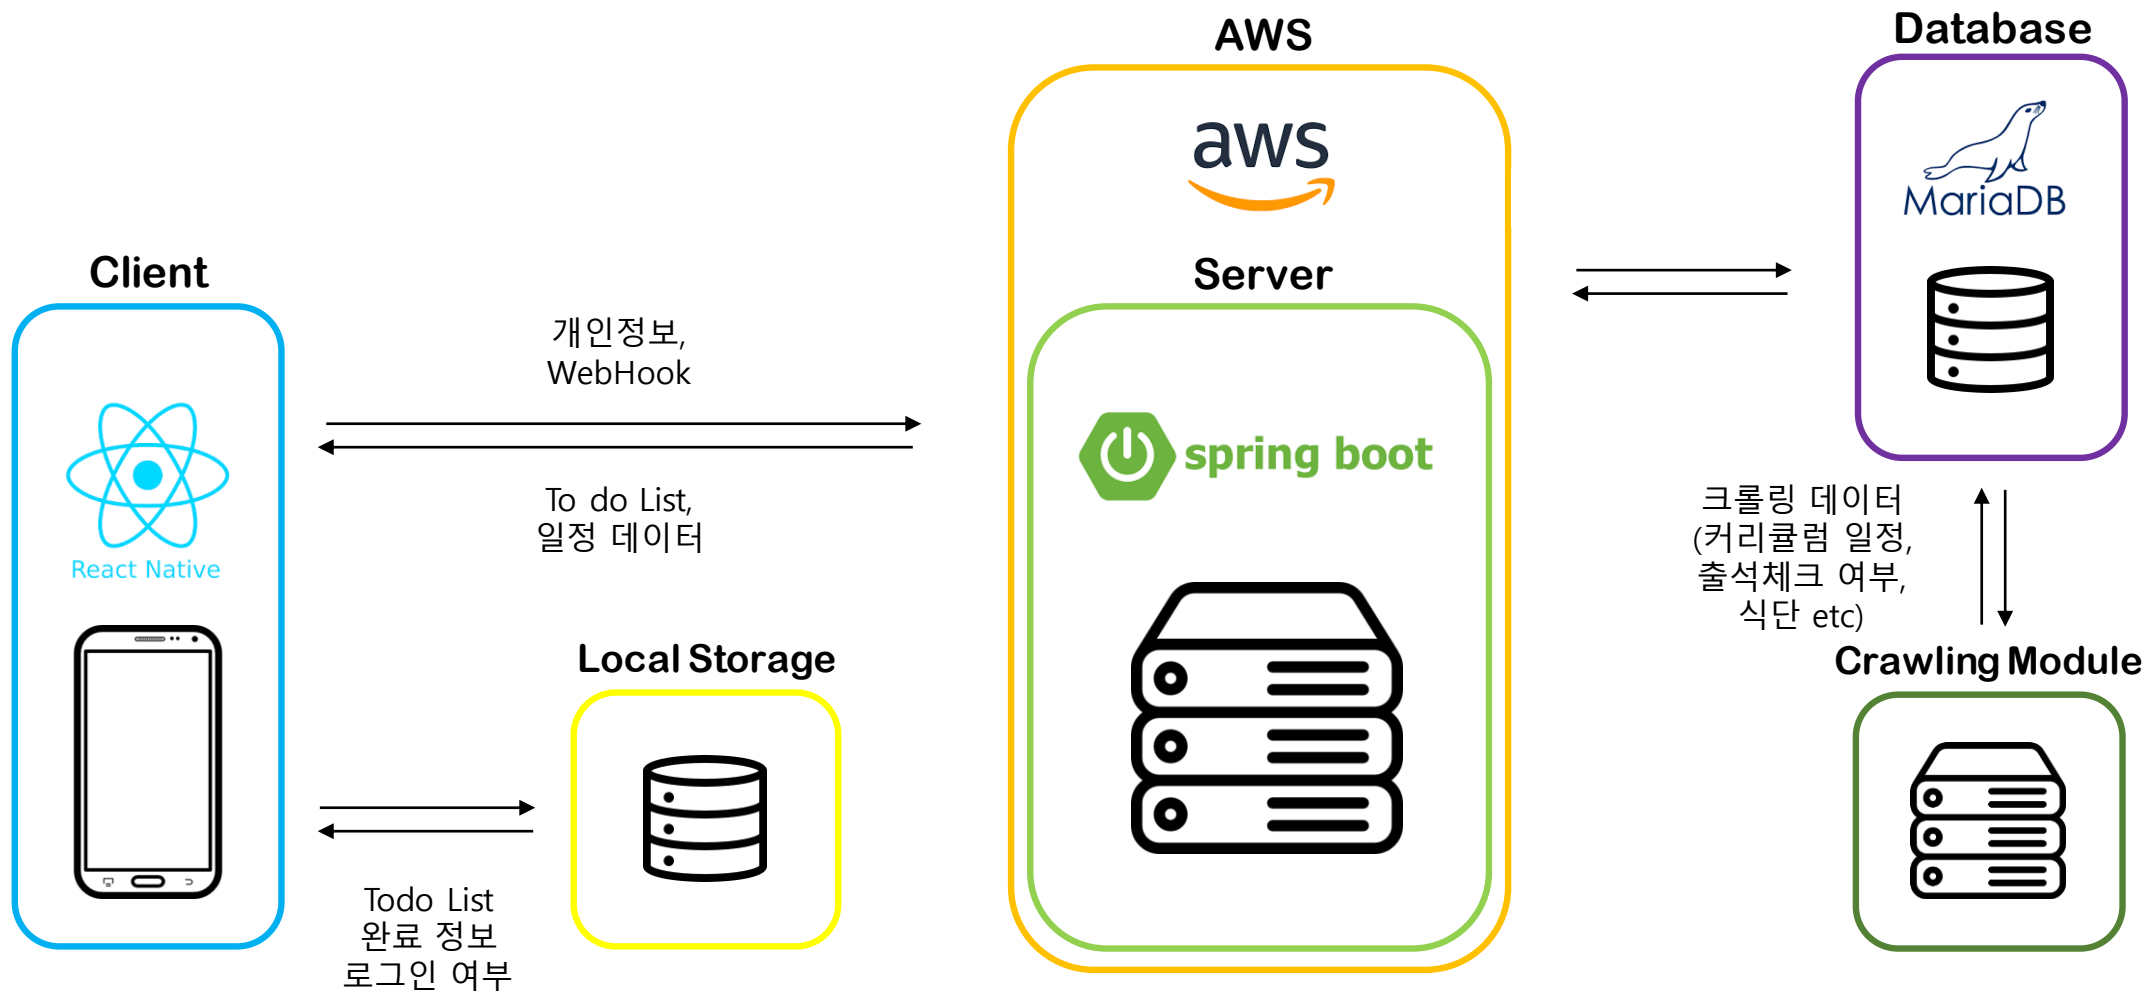 AWS
aws
Server
spring boot
Database
MariaDB
Client
React Native
개인정보,
WebHook
To do List,
일정 데이터
Local Storage
Todo List
완료 정보
로그인 여부
크롤링 데이터
(커리큘럼 일정,
출석체크 여부,
식단 etc)
Crawling Module